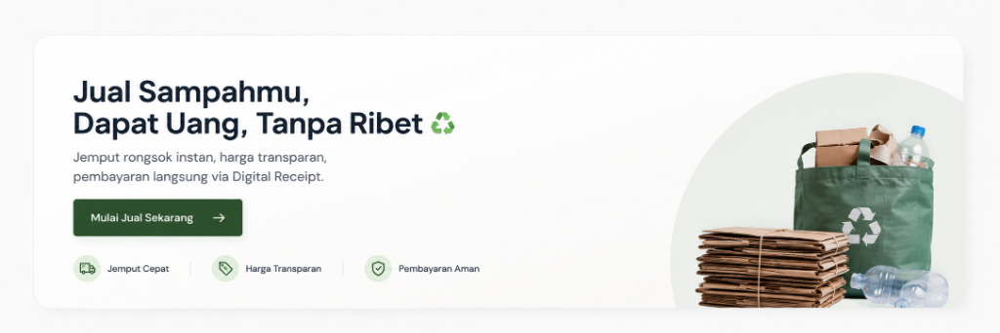 Jual Sampahmu,
Dapat Uang, Tanpa Ribet ♻
Jemput rongsok instan, harga transparan,
pembayaran langsung via Digital Receipt.
Mulai Jual Sekarang →
Jemput Cepat
Harga Transparan
Pembayaran Aman